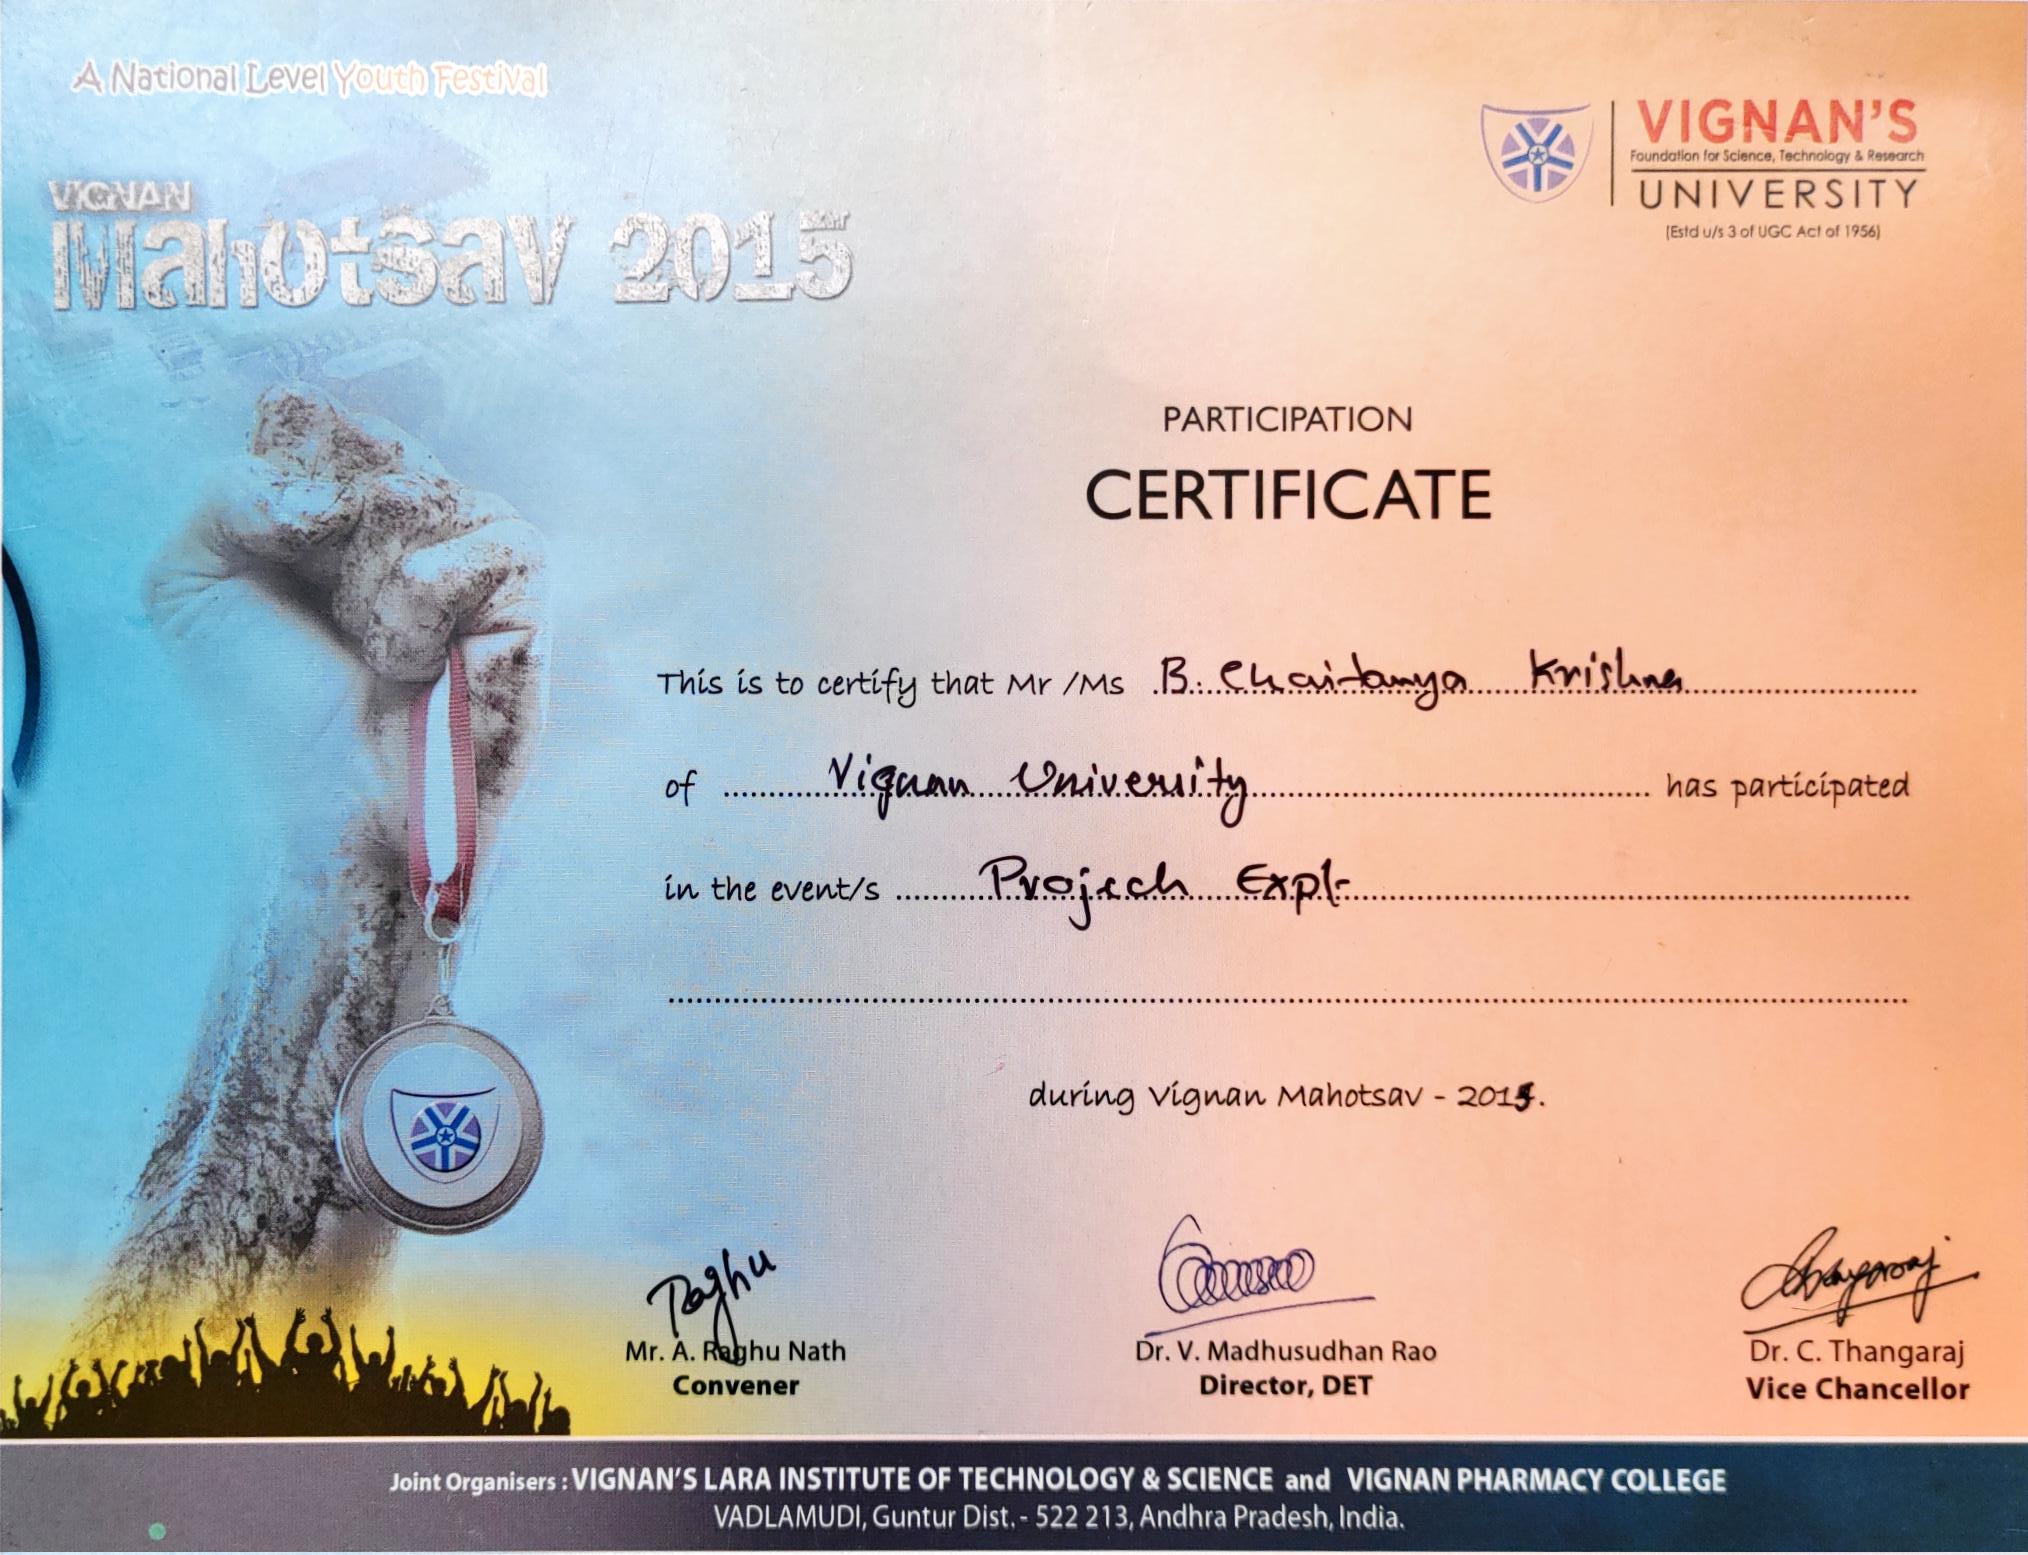 A National Level Youth Festival
VIGNAN
Mahotsav 2015
VIGNAN'S
Foundation for Science, Technology & Research
UNIVERSITY
(Estd u/s 3 of UGC Act of 1956)
PARTICIPATION
CERTIFICATE
This is to certify that Mr /Ms B. Chaitanya Krishna
of Vignan University has participated
in the event/s Projech Expl-
during Vignan Mahotsav - 2015.
Raghu
Mr. A. Raghu Nath
Convener
Dr. V. Madhusudhan Rao
Director, DET
Thangaraj
Dr. C. Thangaraj
Vice Chancellor
Joint Organisers : VIGNAN'S LARA INSTITUTE OF TECHNOLOGY & SCIENCE and VIGNAN PHARMACY COLLEGE
VADLAMUDI, Guntur Dist. - 522 213, Andhra Pradesh, India.